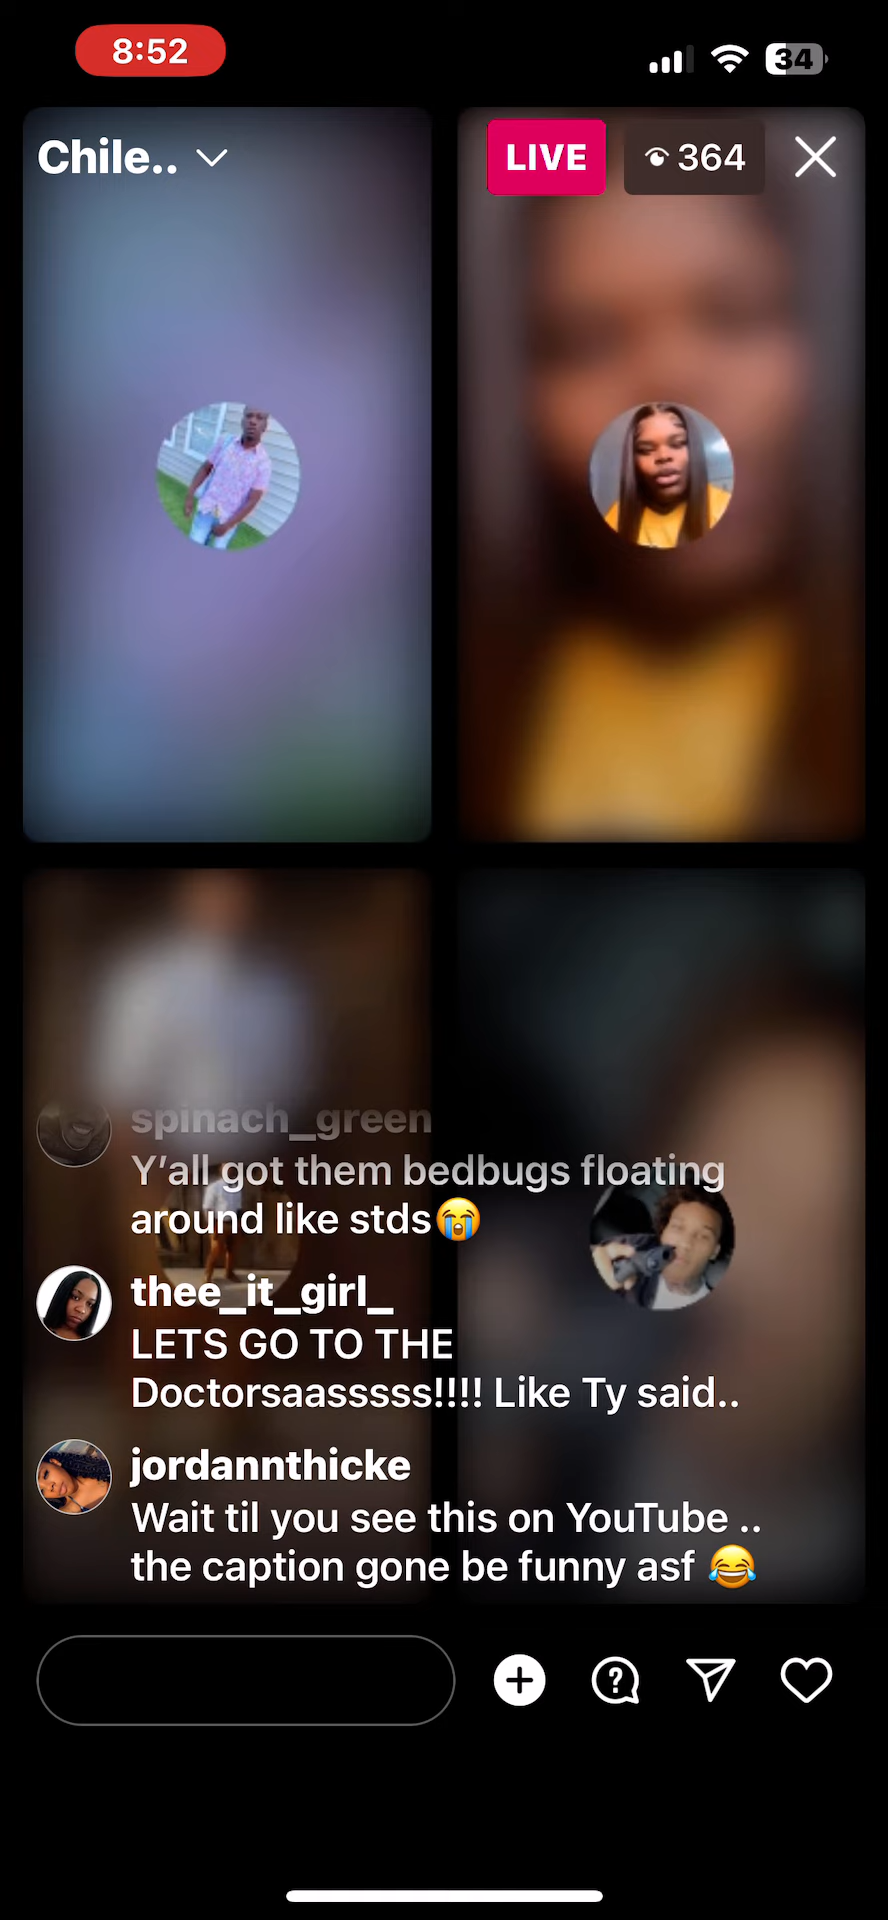 8:52
34
Chile..
LIVE
364
spinach_green
Y’all got them bedbugs floating
around like stds😭
thee_it_girl_
LETS GO TO THE
Doctorsaasssss!!!! Like Ty said..
jordannthicke
Wait til you see this on YouTube ..
the caption gone be funny asf 😂